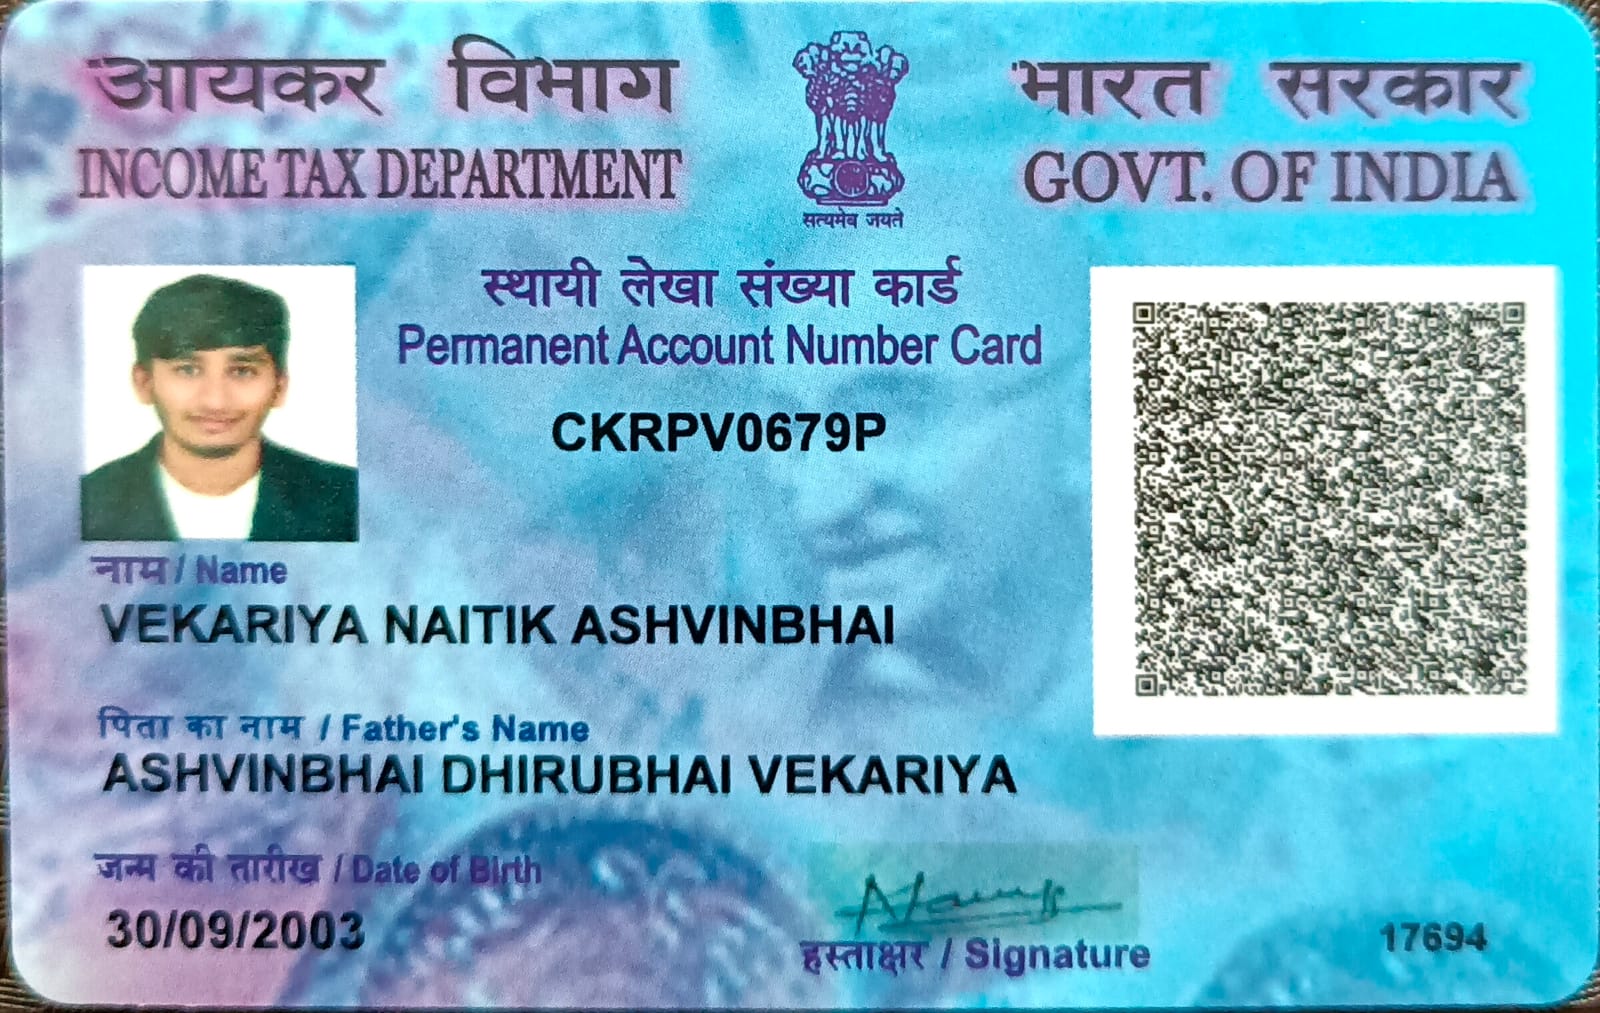 आयकर विभाग
INCOME TAX DEPARTMENT
सत्यमेव जयते
भारत सरकार
GOVT. OF INDIA
स्थायी लेखा संख्या कार्ड
Permanent Account Number Card
CKRPV0679P
नाम / Name
VEKARIYA NAITIK ASHVINBHAI
पिता का नाम / Father's Name
ASHVINBHAI DHIRUBHAI VEKARIYA
जन्म की तारीख / Date of Birth
30/09/2003
हस्ताक्षर / Signature
17694